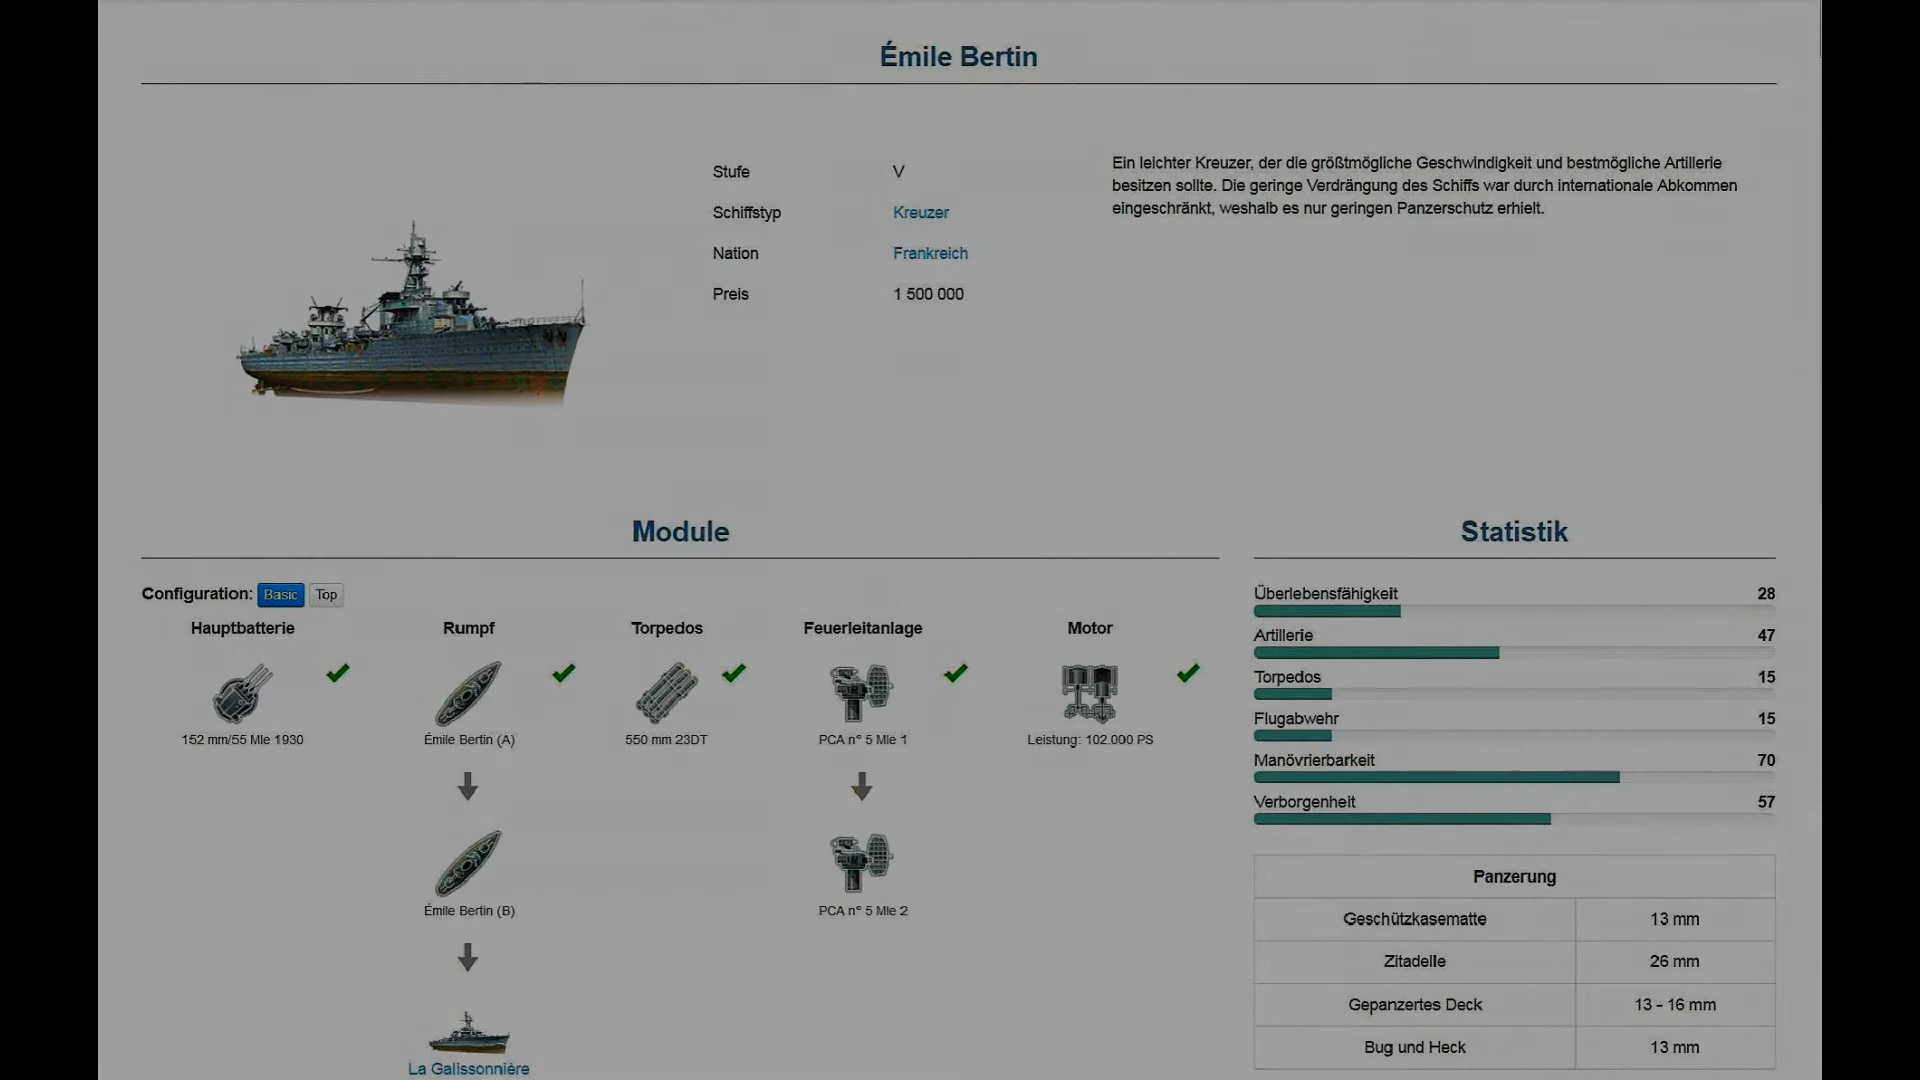 Émile Bertin
Stufe V
Schiffstyp Kreuzer
Nation Frankreich
Preis 1 500 000
Ein leichter Kreuzer, der die größtmögliche Geschwindigkeit und bestmögliche Artillerie
besitzen sollte. Die geringe Verdrängung des Schiffs war durch internationale Abkommen
eingeschränkt, weshalb es nur geringen Panzerschutz erhielt.
Module
Configuration: Basic Top
Hauptbatterie Rumpf Torpedos Feuerleitanlage Motor
152 mm/55 Mle 1930 Émile Bertin (A) 550 mm 23DT PCA n° 5 Mle 1 Leistung: 102.000 PS
Émile Bertin (B) PCA n° 5 Mle 2
La Galissonnière
Statistik
Überlebensfähigkeit 28
Artillerie 47
Torpedos 15
Flugabwehr 15
Manövrierbarkeit 70
Verborgenheit 57
Panzerung
Geschützkasematte 13 mm
Zitadelle 26 mm
Gepanzertes Deck 13 - 16 mm
Bug und Heck 13 mm